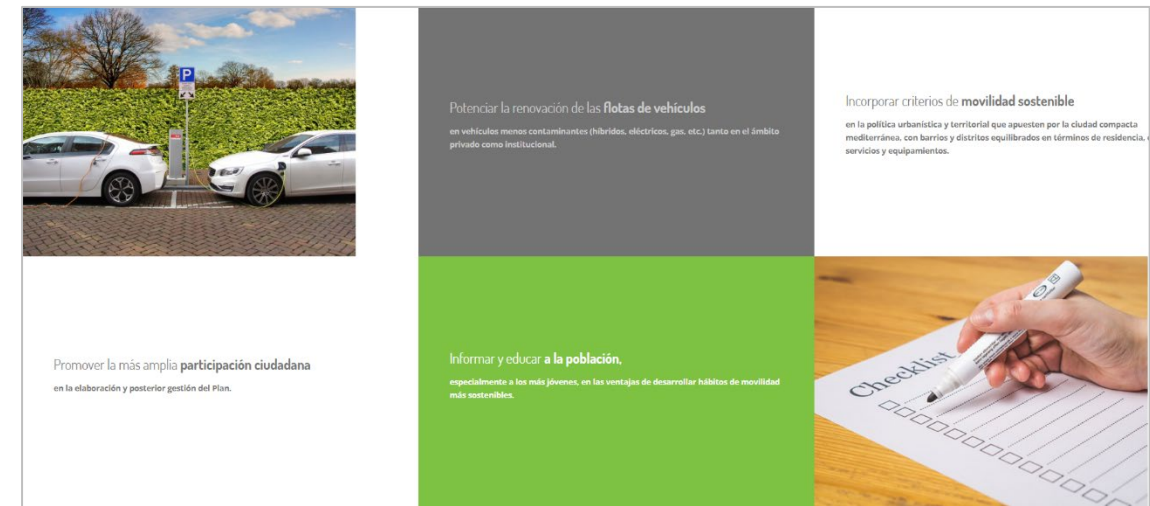 P
Potenciar la renovación de las flotas de vehículos
en vehículos menos contaminantes (híbridos, eléctricos, gas, etc.) tanto en el ámbito
privado como institucional.
Incorporar criterios de movilidad sostenible
en la política urbanística y territorial que apuesten por la ciudad compacta
mediterránea, con barrios y distritos equilibrados en términos de residencia,
servicios y equipamientos.
Promover la más amplia participación ciudadana
en la elaboración y posterior gestión del Plan.
Informar y educar a la población,
especialmente a los más jóvenes, en las ventajas de desarrollar hábitos de movilidad
más sostenibles.
Checklist